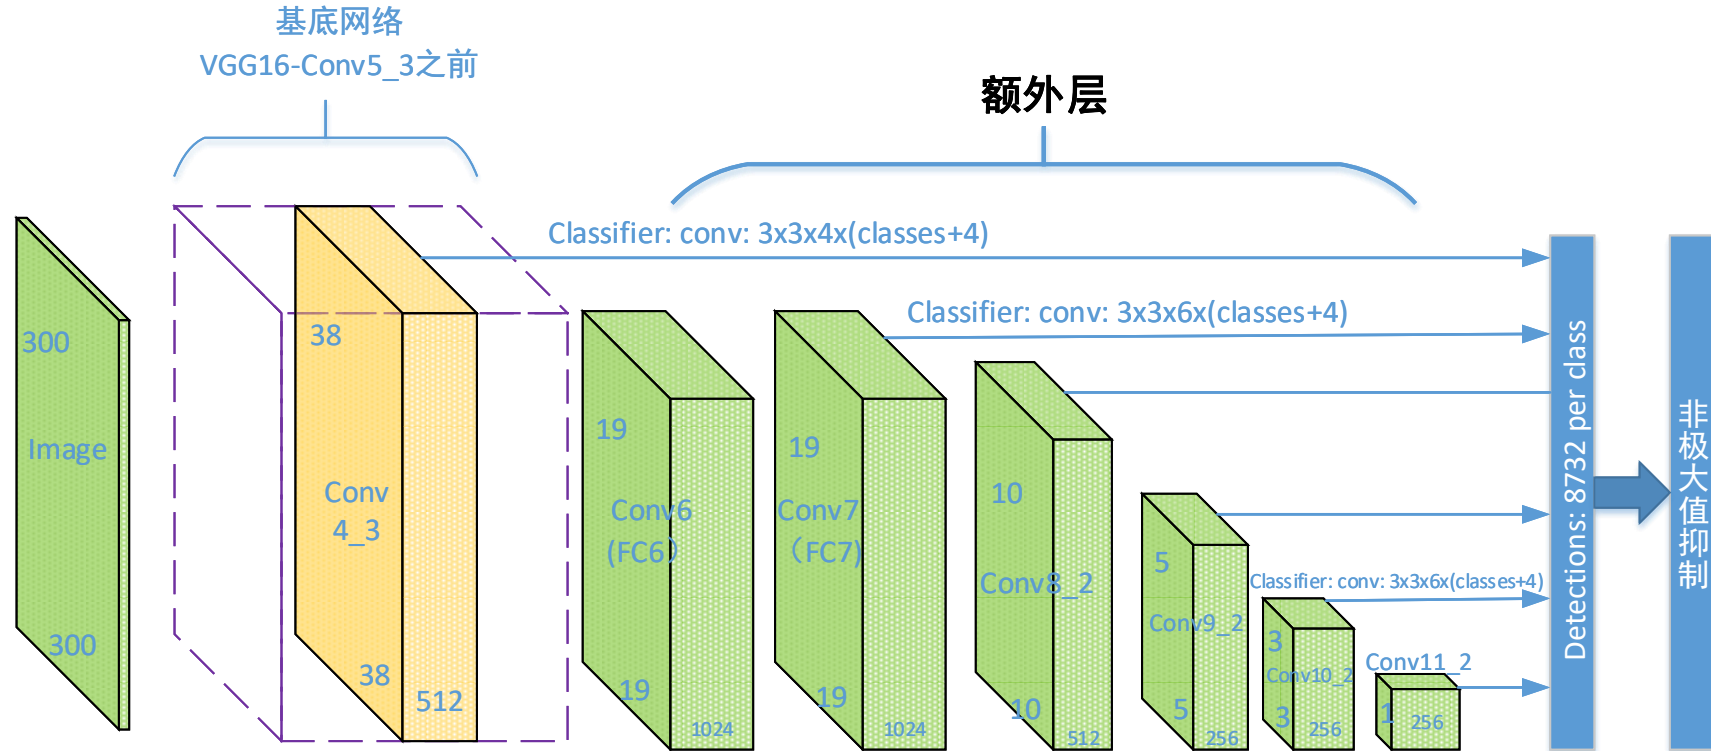 基底网络
VGG16-Conv5_3之前
额外层
Classifier: conv: 3x3x4x(classes+4)
Classifier: conv: 3x3x6x(classes+4)
300
Image
300
38
Conv
4_3
38
512
19
Conv6
(FC6）
19
1024
19
Conv7
（FC7)
19
1024
10
Conv8_2
10
512
5
Conv9_2
5
256
Classifier: conv: 3x3x6x(classes+4)
3
Conv10_2
3
256
Conv11_2
1
256
Detections: 8732 per class
非极大值抑制